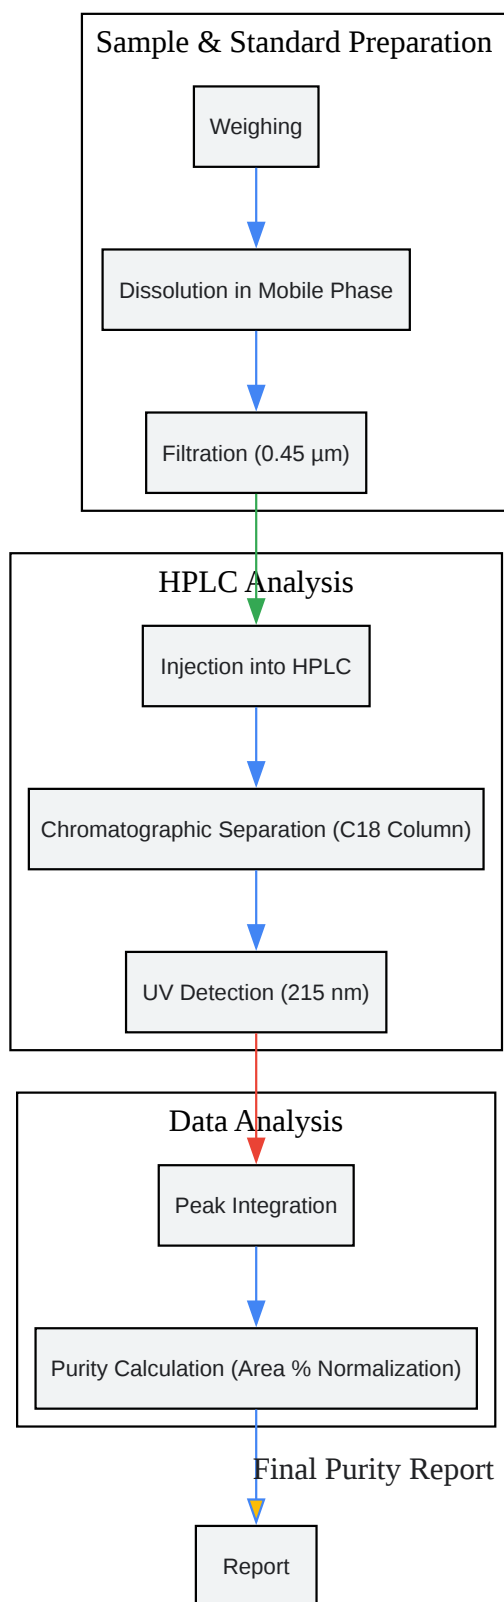 Sample & Standard Preparation
Weighing
Dissolution in Mobile Phase
Filtration (0.45 µm)
HPLC Analysis
Injection into HPLC
Chromatographic Separation (C18 Column)
UV Detection (215 nm)
Data Analysis
Peak Integration
Purity Calculation (Area % Normalization)
Final Purity Report
Report